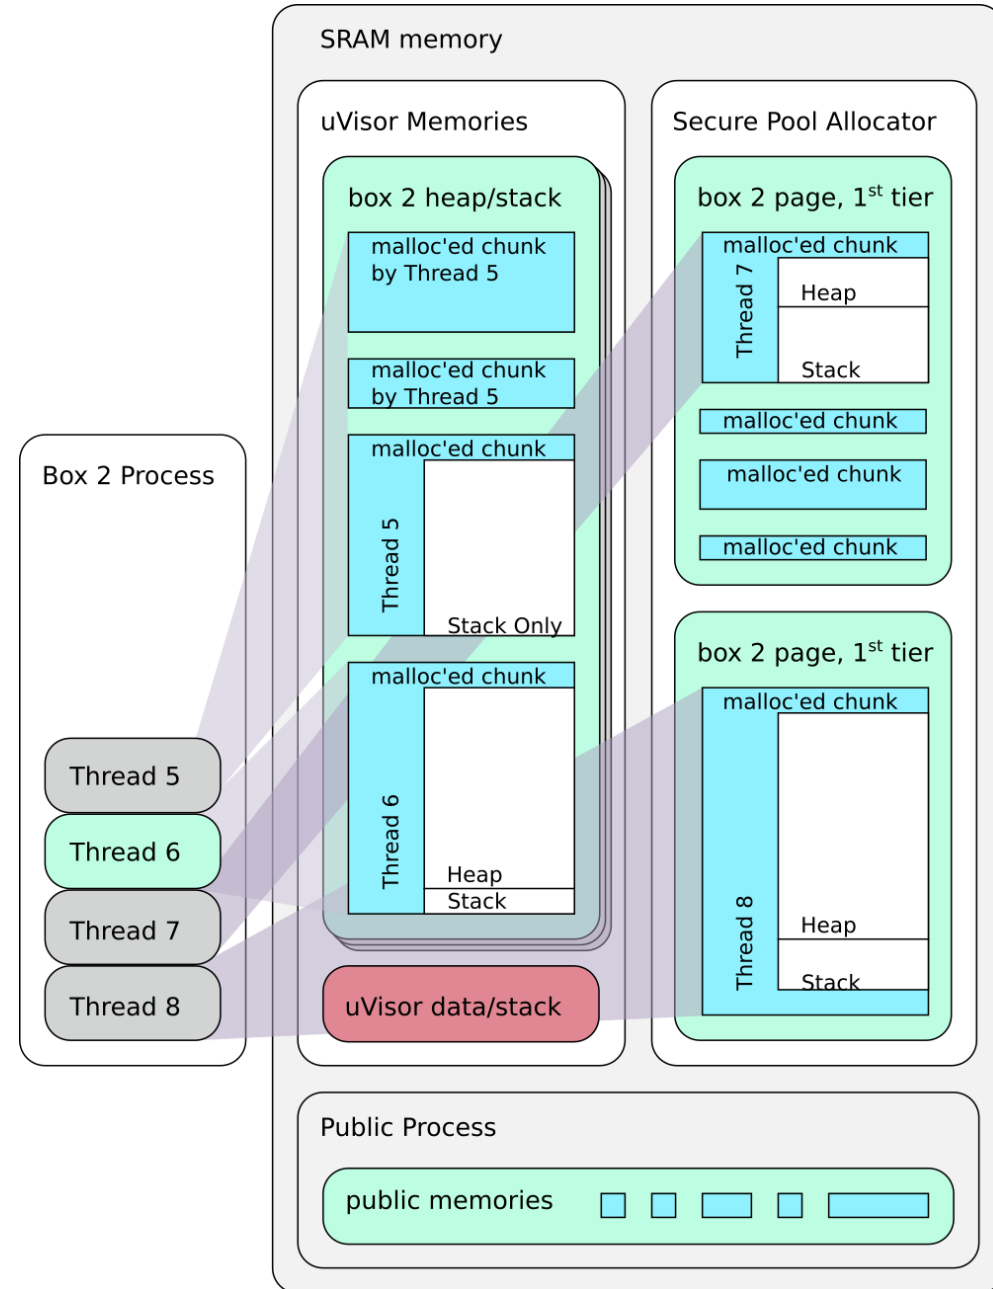 SRAM memory
uVisor Memories
box 2 heap/stack
malloc'ed chunk
by Thread 5
malloc'ed chunk
by Thread 5
malloc'ed chunk
Thread 5
Stack Only
malloc'ed chunk
Thread 6
Heap
Stack
uVisor data/stack
Secure Pool Allocator
box 2 page, 1st tier
malloc'ed chunk
Thread 7
Heap
Stack
malloc'ed chunk
malloc'ed chunk
malloc'ed chunk
box 2 page, 1st tier
malloc'ed chunk
Thread 8
Heap
Stack
Box 2 Process
Thread 5
Thread 6
Thread 7
Thread 8
Public Process
public memories